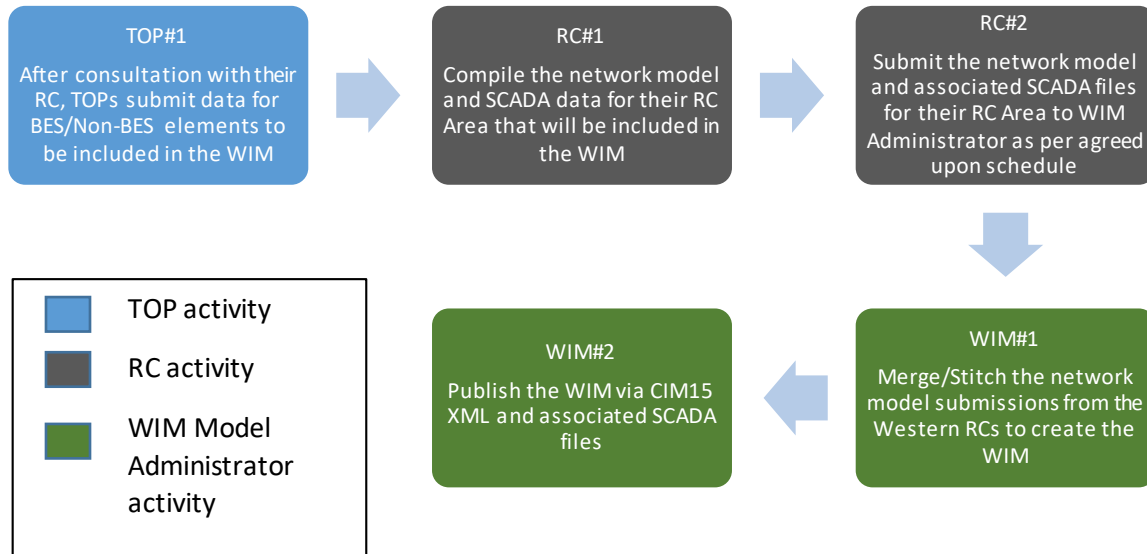 TOP#1
After consultation with their
RC, TOPs submit data for
BES/Non-BES elements to
be included in the WIM
RC#1
Compile the network model
and SCADA data for their RC
Area that will be included in
the WIM
RC#2
Submit the network model
and associated SCADA files
for their RC Area to WIM
Administrator as per agreed
upon schedule
WIM#1
Merge/Stitch the network
model submissions from the
Western RCs to create the
WIM
WIM#2
Publish the WIM via CIM15
XML and associated SCADA
files
TOP activity
RC activity
WIM Model
Administrator
activity